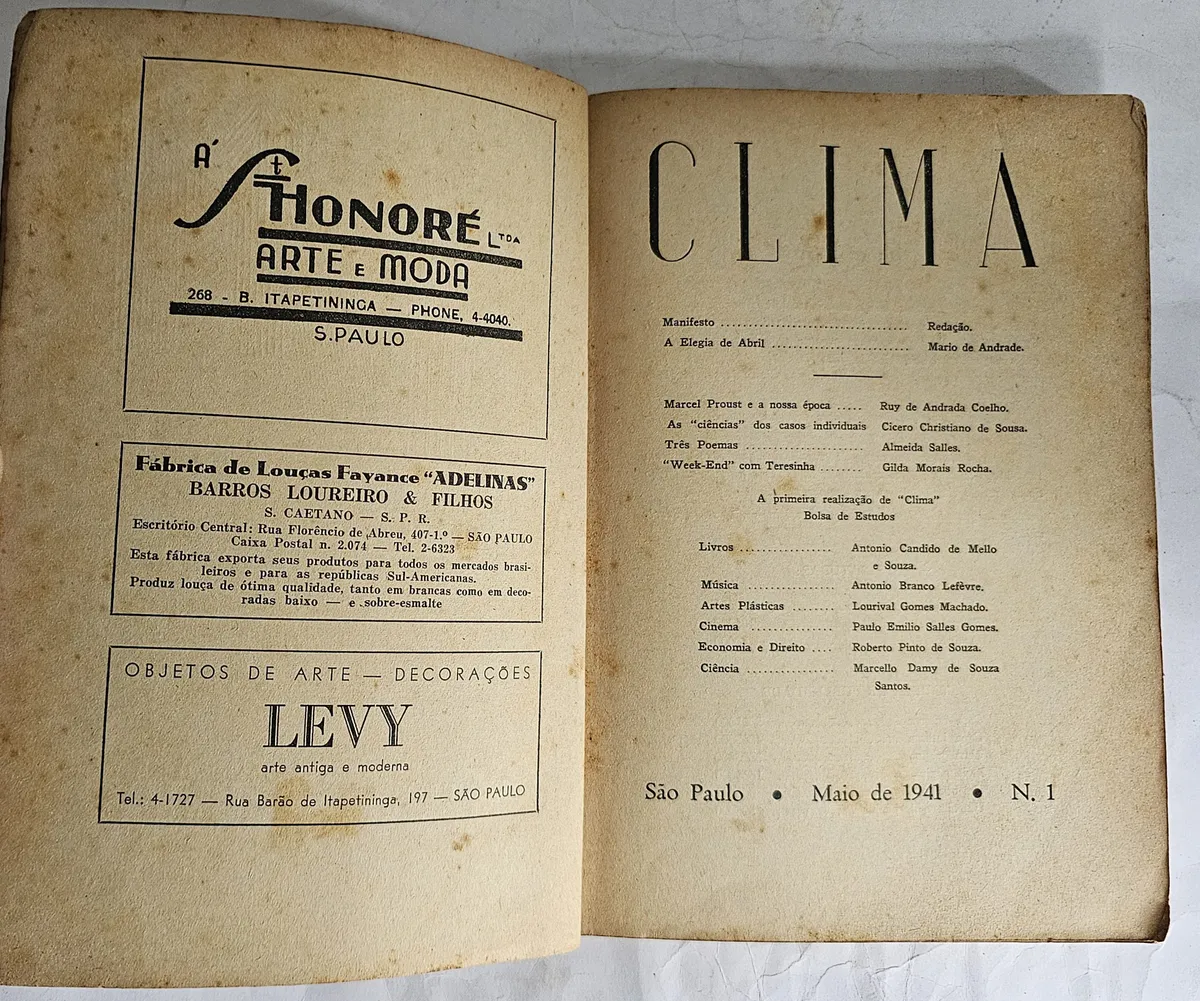 Á St HONORÉ LTDA
ARTE E MODA
268 - B. ITAPETININGA — PHONE, 4-4040.
S.PAULO
Fábrica de Louças Fayance "ADELINAS"
BARROS LOUREIRO & FILHOS
S. CAETANO — S. P. R.
Escritório Central: Rua Florêncio de Abreu, 407-1.º — SÃO PAULO
Caixa Postal n. 2.074 — Tel. 2-6323
Esta fábrica exporta seus produtos para todos os mercados brasi-
leiros e para as repúblicas Sul-Americanas.
Produz louça de ótima qualidade, tanto em brancas como em deco-
radas baixo — e sobre-esmalte
OBJETOS DE ARTE — DECORAÇÕES
LEVY
arte antiga e moderna
Tel.: 4-1727 — Rua Barão de Itapetininga, 197 — SÃO PAULO
CLIMA
Manifesto ........................................ Redação.
A Elegia de Abril .............................. Mario de Andrade.
Marcel Proust e a nossa época ..... Ruy de Andrada Coelho.
As "ciências" dos casos individuais Cicero Christiano de Sousa.
Três Poemas ................... Almeida Salles.
"Week-End" com Teresinha ........ Gilda Morais Rocha.
A primeira realização de "Clima"
Bolsa de Estudos
Livros ................. Antonio Candido de Mello
e Souza.
Música ................ Antonio Branco Lefèvre.
Artes Plásticas ........ Lourival Gomes Machado.
Cinema ................ Paulo Emilio Salles Gomes.
Economia e Direito .... Roberto Pinto de Souza.
Ciência ................ Marcello Damy de Souza
Santos.
São Paulo • Maio de 1941 • N. 1